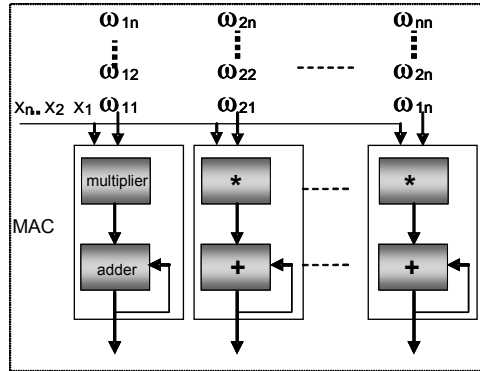 ω1n ω2n ωnn
ω12 ω22 ω2n
xn.. x2 x1 ω11 ω21 ω1n
multiplier * *
MAC
adder + +